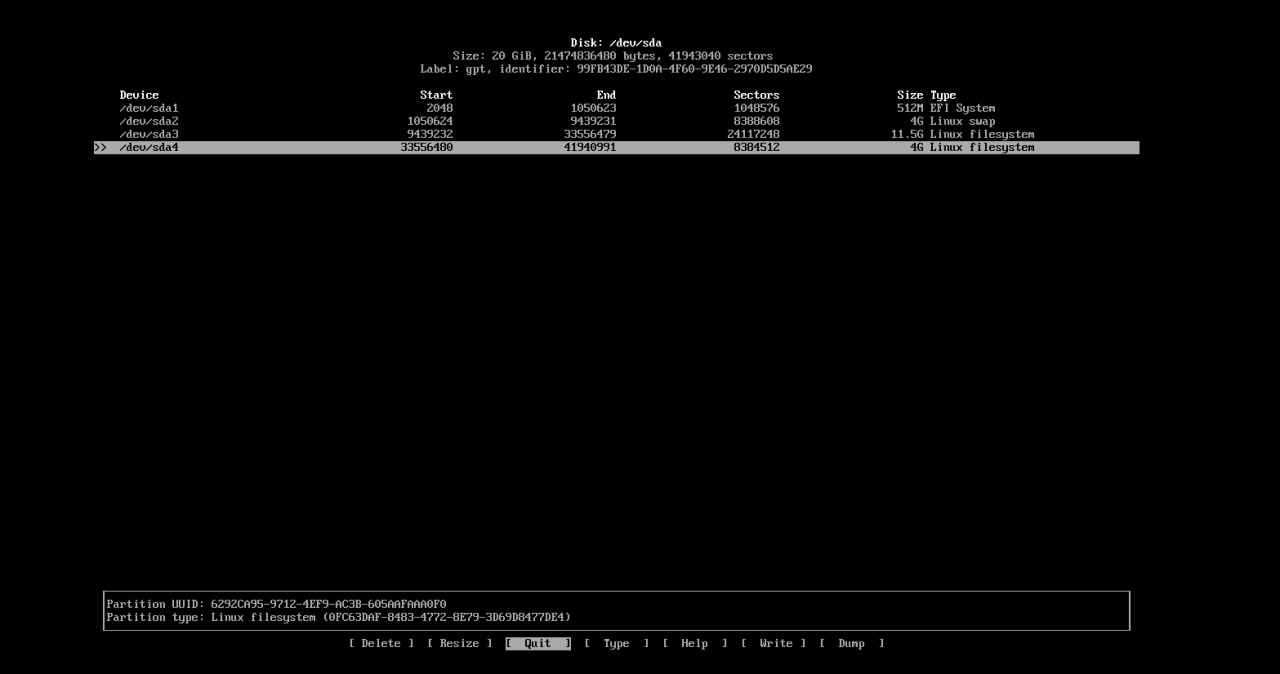 Disk: /dev/sda
Size: 20 GiB, 21474836480 bytes, 41943040 sectors
Label: gpt, identifier: 99FB43DE-1D0A-4F60-9E46-2970D5D5AE29
Device Start End Sectors Size Type
/dev/sda1 2048 1050623 1048576 512M EFI System
/dev/sda2 1050624 9439231 8388608 4G Linux swap
/dev/sda3 9439232 33556479 24117248 11.5G Linux filesystem
>> /dev/sda4 33556480 41940991 8384512 4G Linux filesystem
Partition UUID: 6292CA95-9712-4EF9-AC3B-605AAFAAA0F0
Partition type: Linux filesystem (0FC63DAF-8483-4772-8E79-3D69D8477DE4)
[ Delete ] [ Resize ] [ Quit ] [ Type ] [ Help ] [ Write ] [ Dump ]